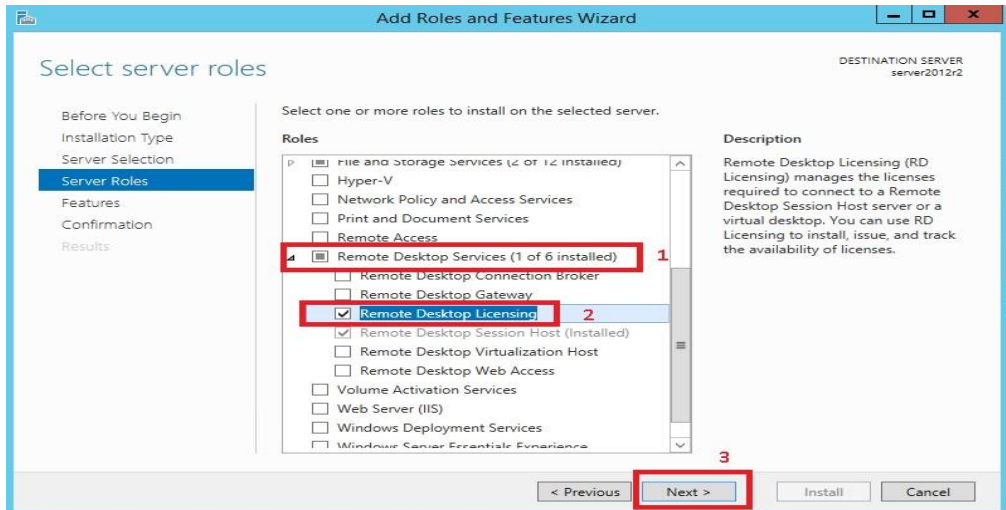 Add Roles and Features Wizard
Select server roles
DESTINATION SERVER
server2012r2
Before You Begin
Installation Type
Server Selection
Server Roles
Features
Confirmation
Results
Select one or more roles to install on the selected server.
Roles
File and Storage Services (2 of 12 installed)
Hyper-V
Network Policy and Access Services
Print and Document Services
Remote Access
Remote Desktop Services (1 of 6 installed)
1
Remote Desktop Connection Broker
Remote Desktop Gateway
Remote Desktop Licensing
2
Remote Desktop Session Host (Installed)
Remote Desktop Virtualization Host
Remote Desktop Web Access
Volume Activation Services
Web Server (IIS)
Windows Deployment Services
Windows Server Essentials Experience
Description
Remote Desktop Licensing (RD
Licensing) manages the licenses
required to connect to a Remote
Desktop Session Host server or a
virtual desktop. You can use RD
Licensing to install, issue, and track
the availability of licenses.
3
< Previous
Next >
Install
Cancel